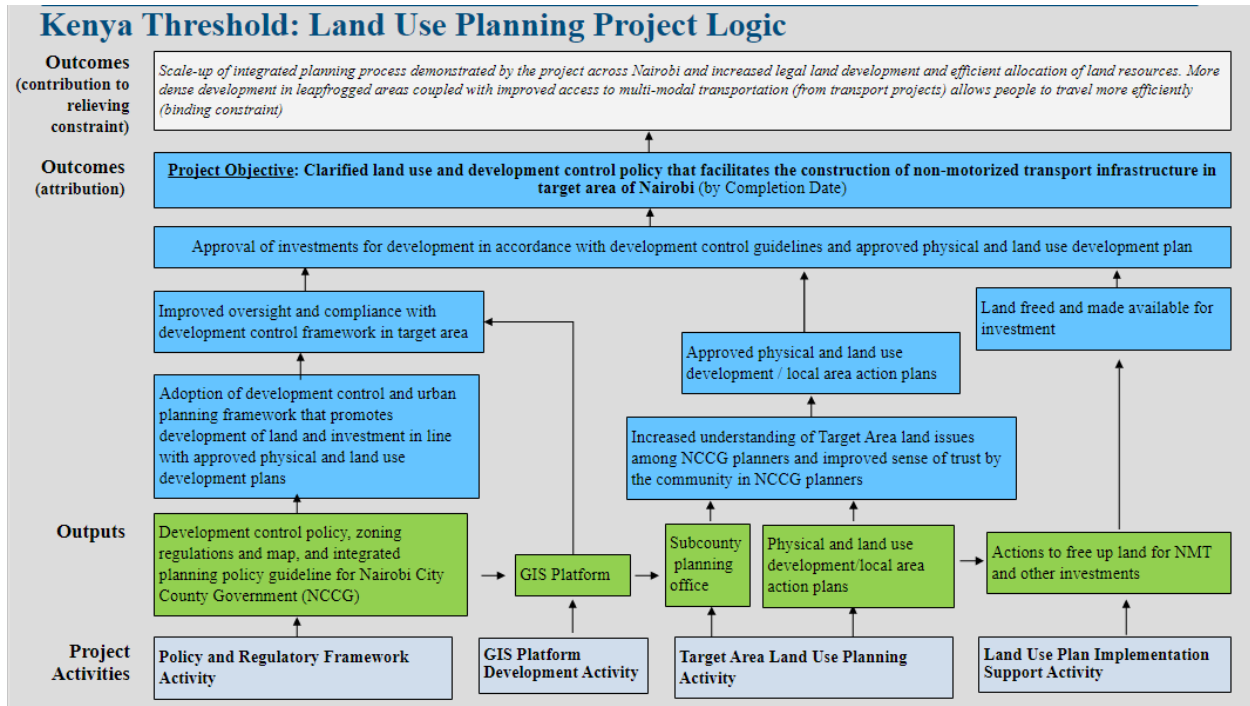 Kenya Threshold: Land Use Planning Project Logic
Outcomes
(contribution to
relieving
constraint)
Scale-up of integrated planning process demonstrated by the project across Nairobi and increased legal land development and efficient allocation of land resources. More
dense development in leapfrogged areas coupled with improved access to multi-modal transportation (from transport projects) allows people to travel more efficiently
(binding constraint)
Outcomes
(attribution)
Project Objective: Clarified land use and development control policy that facilitates the construction of non-motorized transport infrastructure in
target area of Nairobi (by Completion Date)
Approval of investments for development in accordance with development control guidelines and approved physical and land use development plan
Improved oversight and compliance with
development control framework in target area
Land freed and made available for
investment
Approved physical and land use
development / local area action plans
Adoption of development control and urban
planning framework that promotes
development of land and investment in line
with approved physical and land use
development plans
Increased understanding of Target Area land issues
among NCCG planners and improved sense of trust by
the community in NCCG planners
Outputs
Development control policy, zoning
regulations and map, and integrated
planning policy guideline for Nairobi City
County Government (NCCG)
GIS Platform
Subcounty
planning
office
Physical and land use
development/local area
action plans
Actions to free up land for NMT
and other investments
Project
Activities
Policy and Regulatory Framework
Activity
GIS Platform
Development Activity
Target Area Land Use Planning
Activity
Land Use Plan Implementation
Support Activity